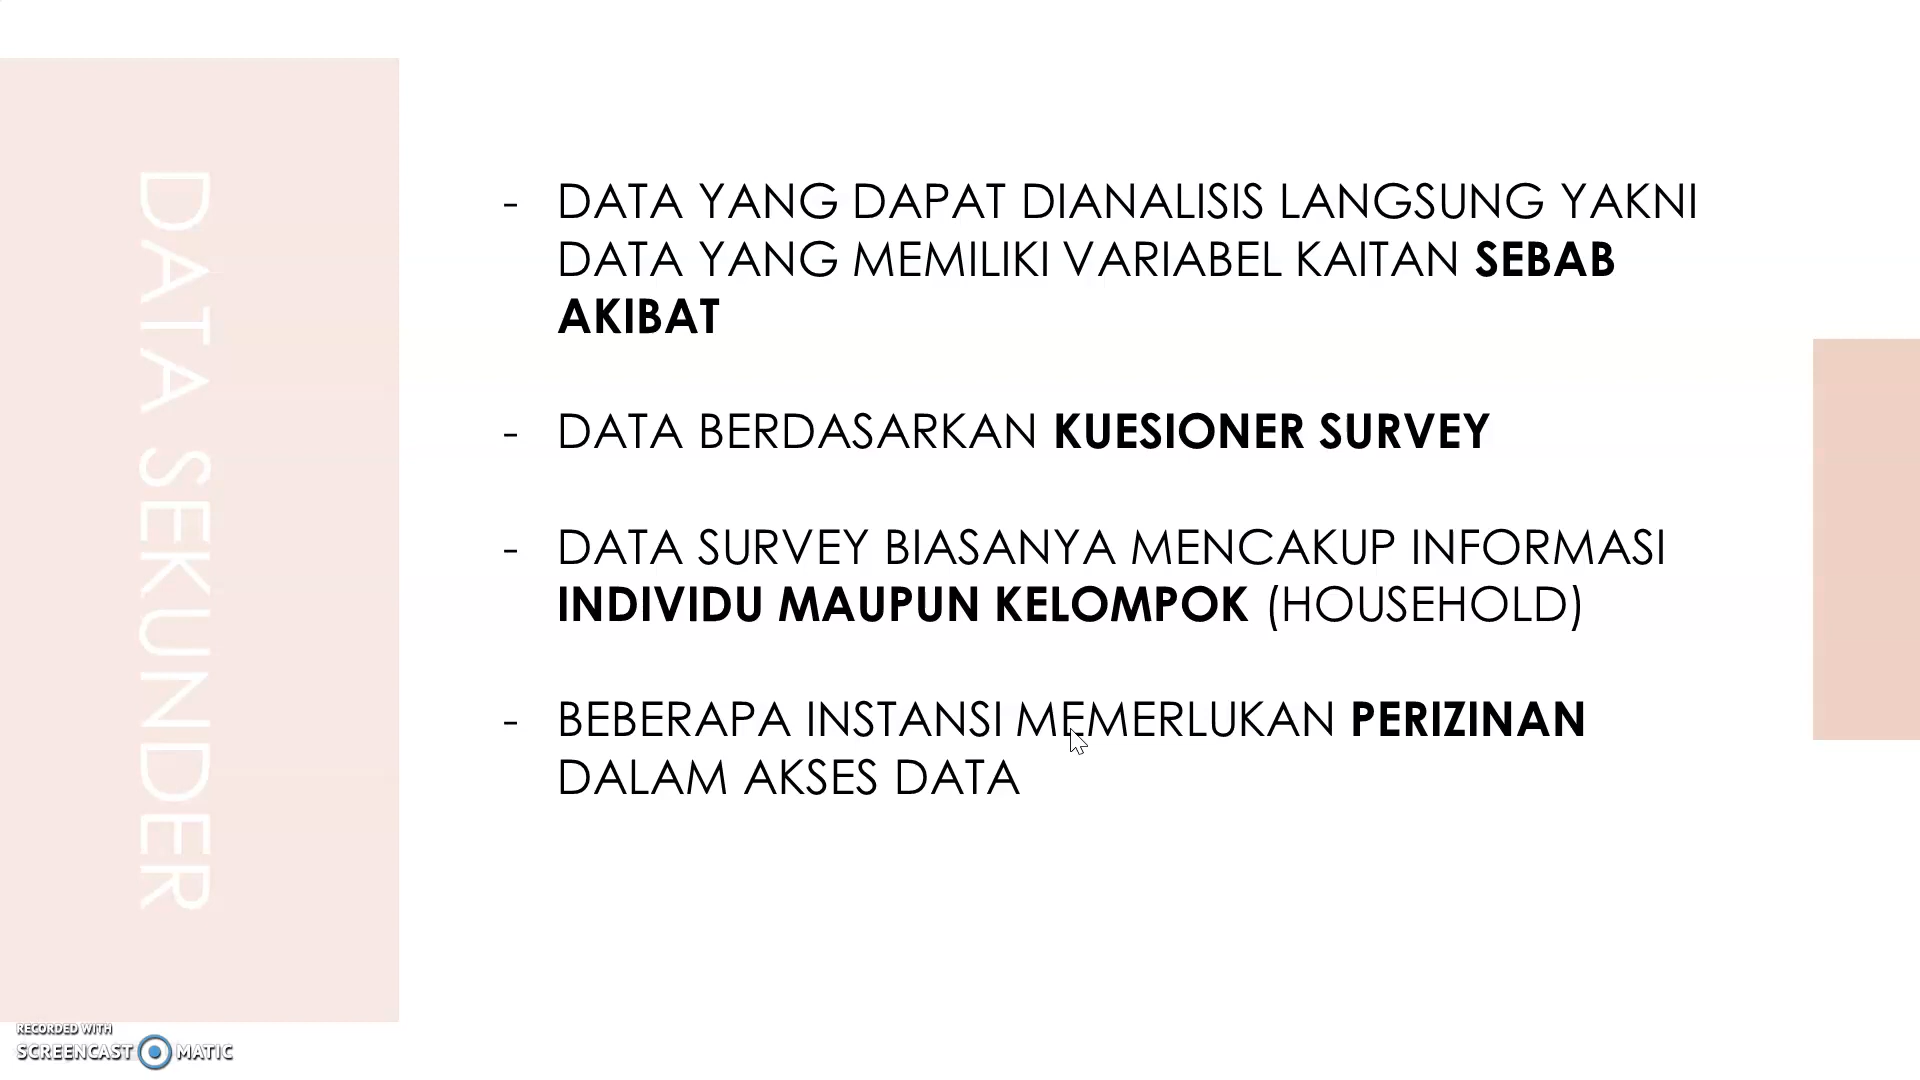 DATA SEKUNDER
- DATA YANG DAPAT DIANALISIS LANGSUNG YAKNI
DATA YANG MEMILIKI VARIABEL KAITAN SEBAB
AKIBAT
- DATA BERDASARKAN KUESIONER SURVEY
- DATA SURVEY BIASANYA MENCAKUP INFORMASI
INDIVIDU MAUPUN KELOMPOK (HOUSEHOLD)
- BEBERAPA INSTANSI MEMERLUKAN PERIZINAN
DALAM AKSES DATA
RECORDED WITH
SCREENCAST MATIC